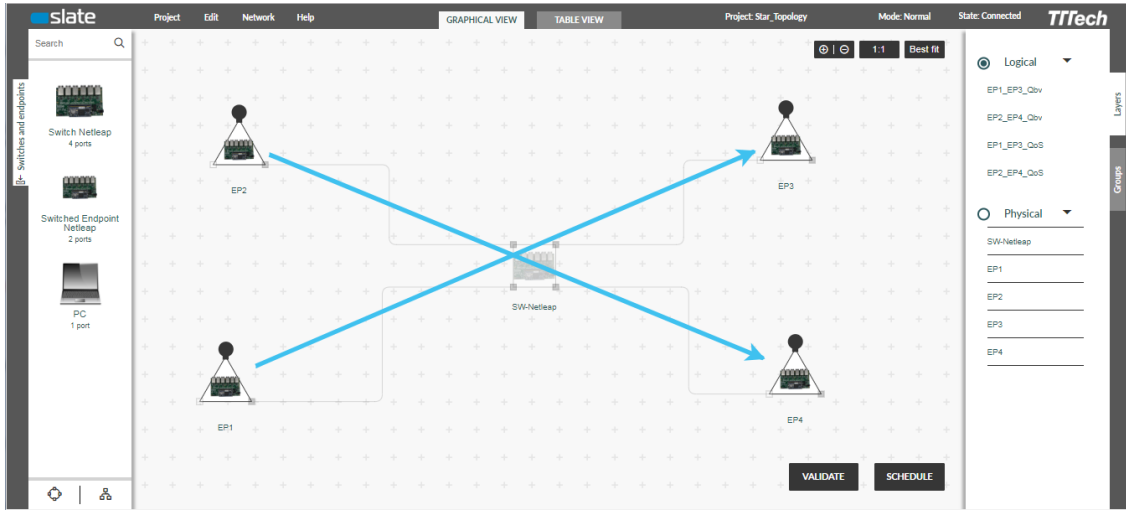 slate
Project Edit Network Help
GRAPHICAL VIEW TABLE VIEW
Project: Star_Topology Mode: Normal State: Connected
TTTech
Search
Switches and endpoints
Switch Netleap
4 ports
Switched Endpoint
Netleap
2 ports
PC
1 port
1:1 Best fit
EP2
EP3
SW-Netleap
EP1
EP4
VALIDATE SCHEDULE
Logical
EP1_EP3_Qbv
EP2_EP4_Qbv
EP1_EP3_QoS
EP2_EP4_QoS
Physical
SW-Netleap
EP1
EP2
EP3
EP4
Layers
Groups